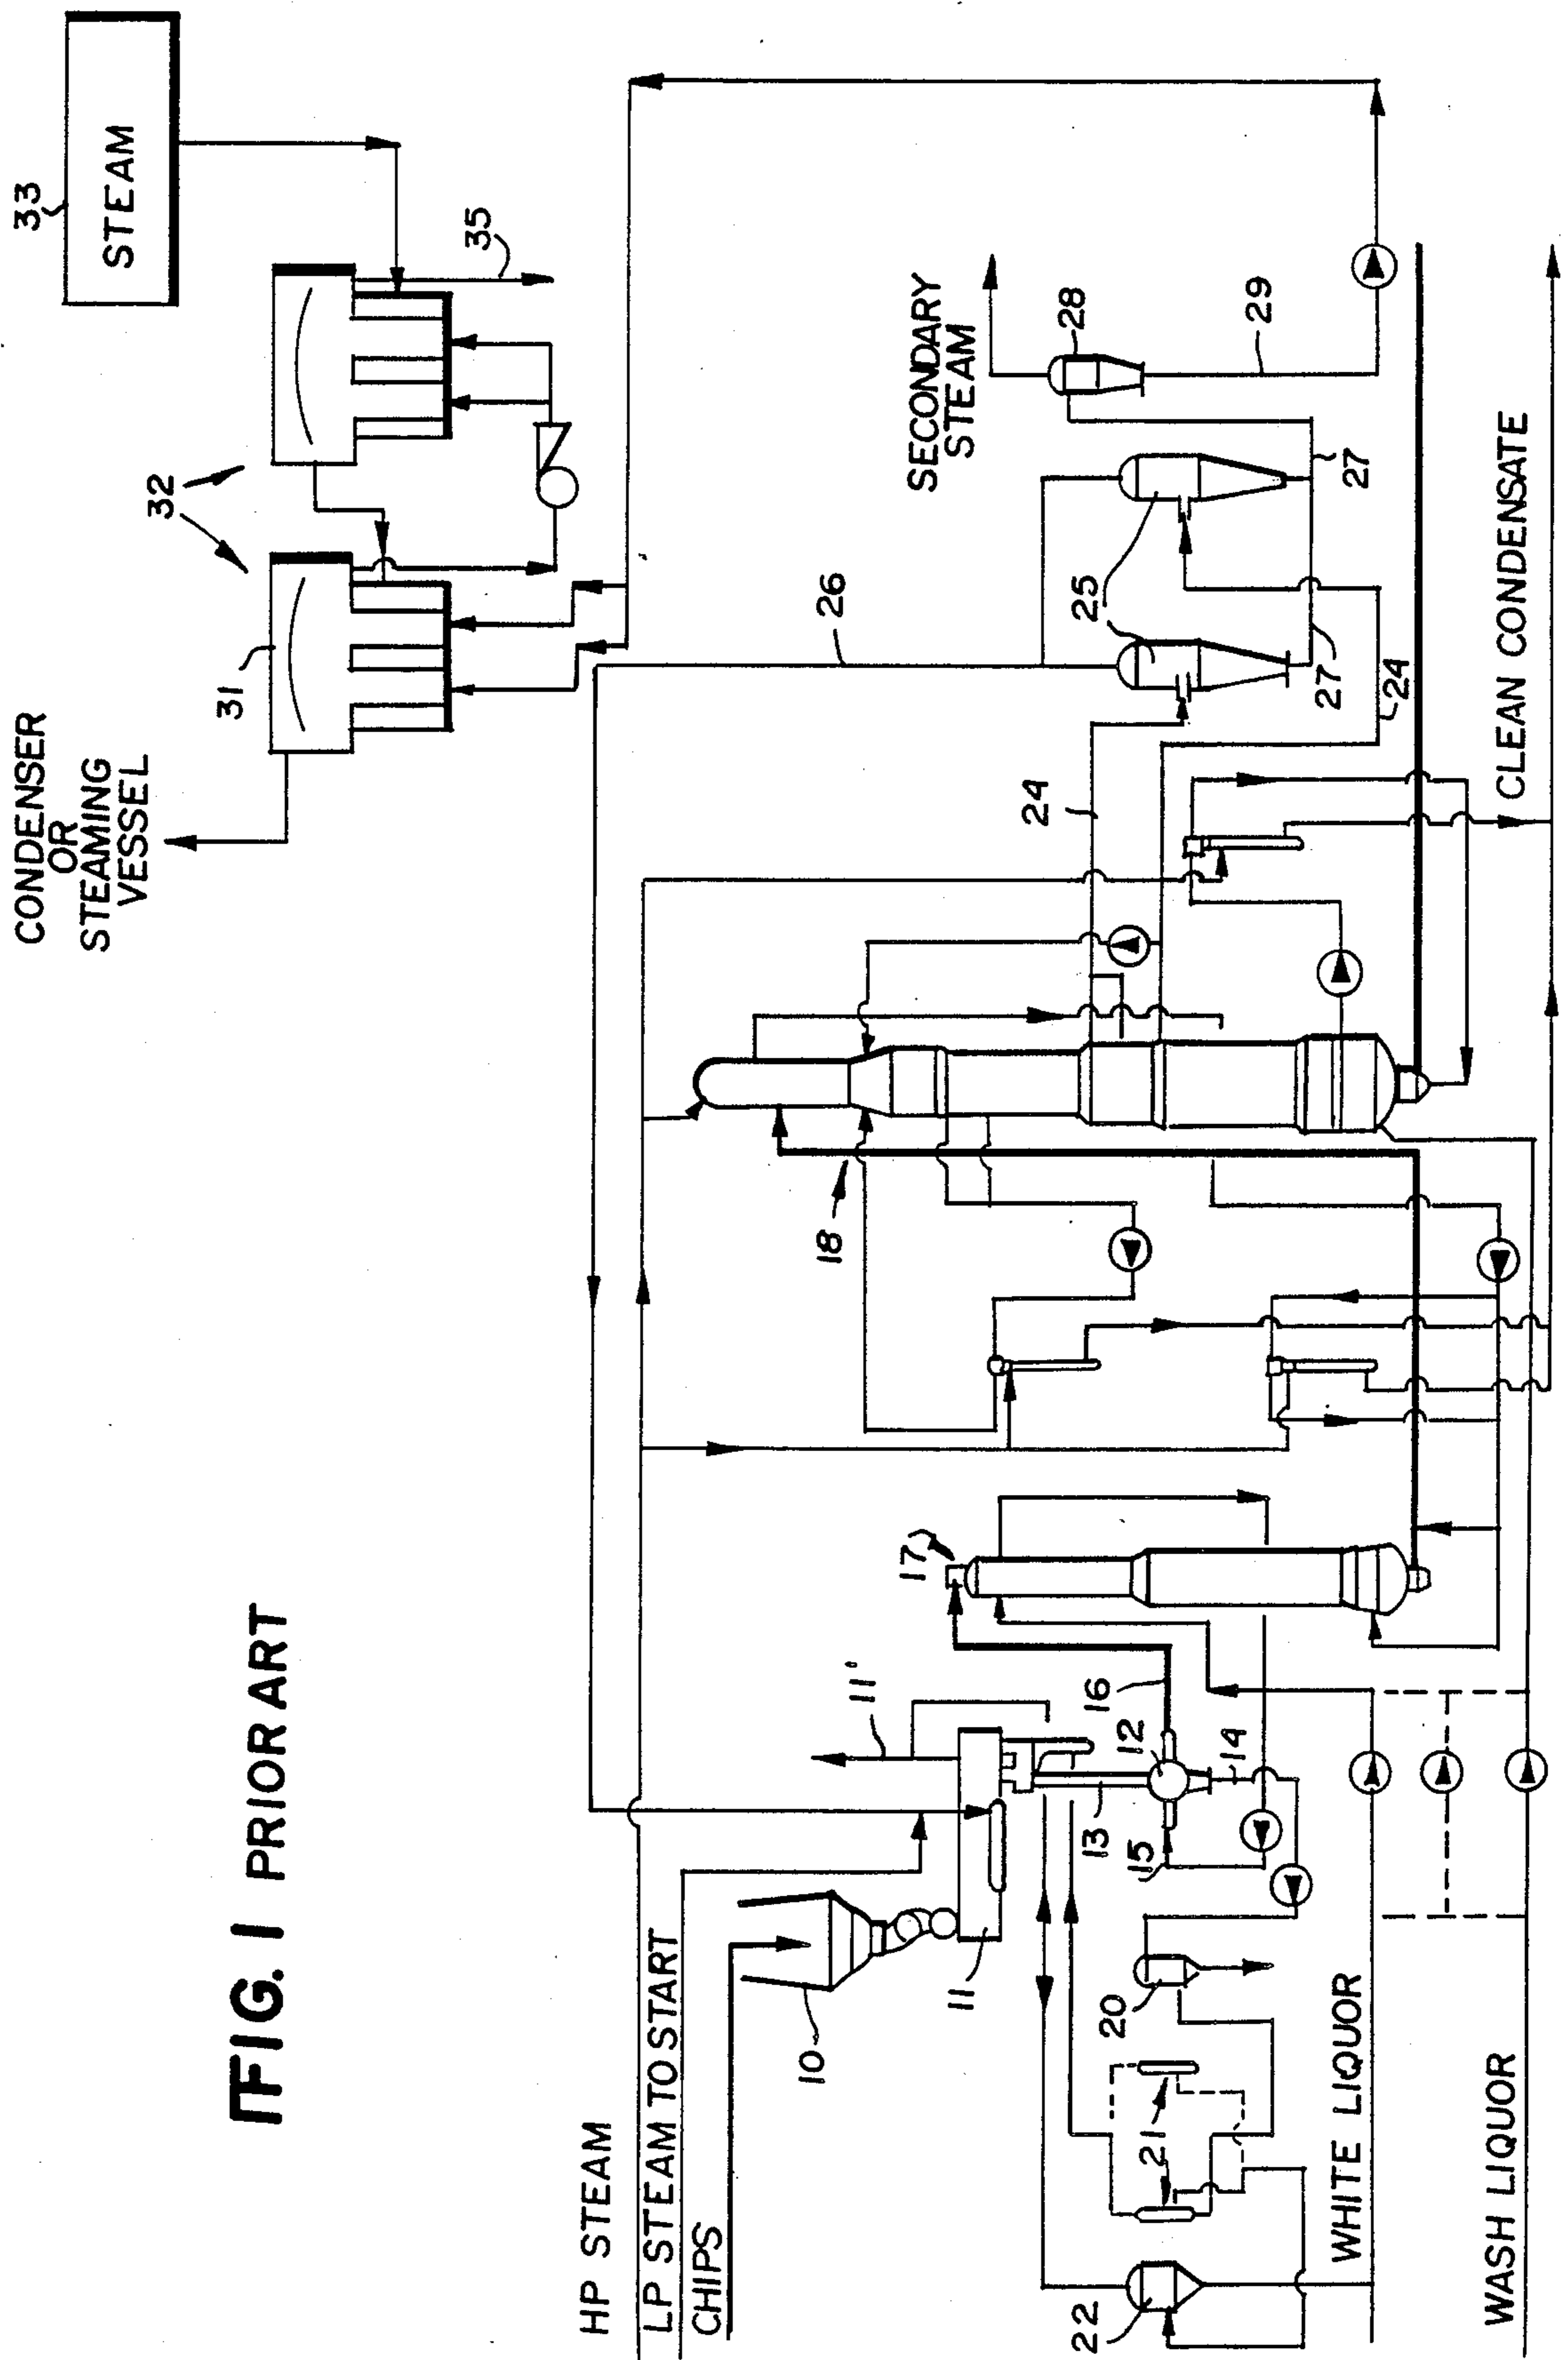 FIG. 1 PRIOR ART
HP STEAM
LP STEAM TO START
CHIPS
10
11
11'
12
13
14
15
16
17
18
20
21
22
WHITE LIQUOR
WASH LIQUOR
24
24
25
26
27
27
28
29
SECONDARY
STEAM
CLEAN CONDENSATE
CONDENSER
OR
STEAMING
VESSEL
31
32
33
STEAM
35